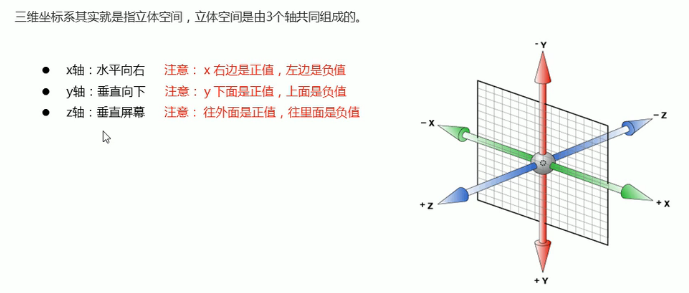 三维坐标系其实就是指立体空间，立体空间是由3个轴共同组成的。
● x轴：水平向右 注意： x 右边是正值，左边是负值
● y轴：垂直向下 注意： y 下面是正值，上面是负值
● z轴：垂直屏幕 注意： 往外面是正值，往里面是负值
- Y
- X
- Z
+ Z
+ X
+ Y